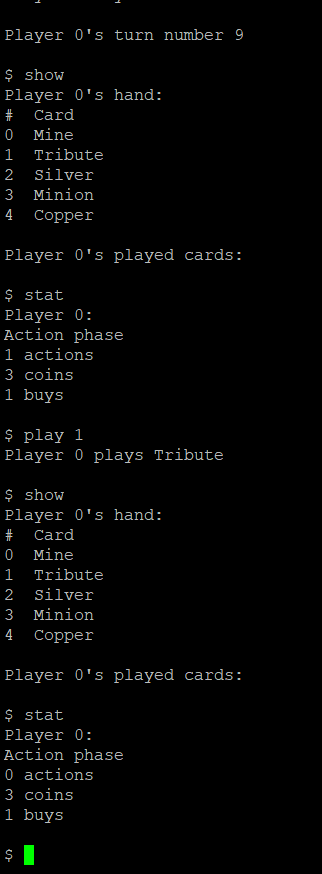 Player 0's turn number 9
$ show
Player 0's hand:
#  Card
0  Mine
1  Tribute
2  Silver
3  Minion
4  Copper
Player 0's played cards:
$ stat
Player 0:
Action phase
1 actions
3 coins
1 buys
$ play 1
Player 0 plays Tribute
$ show
Player 0's hand:
#  Card
0  Mine
1  Tribute
2  Silver
3  Minion
4  Copper
Player 0's played cards:
$ stat
Player 0:
Action phase
0 actions
3 coins
1 buys
$